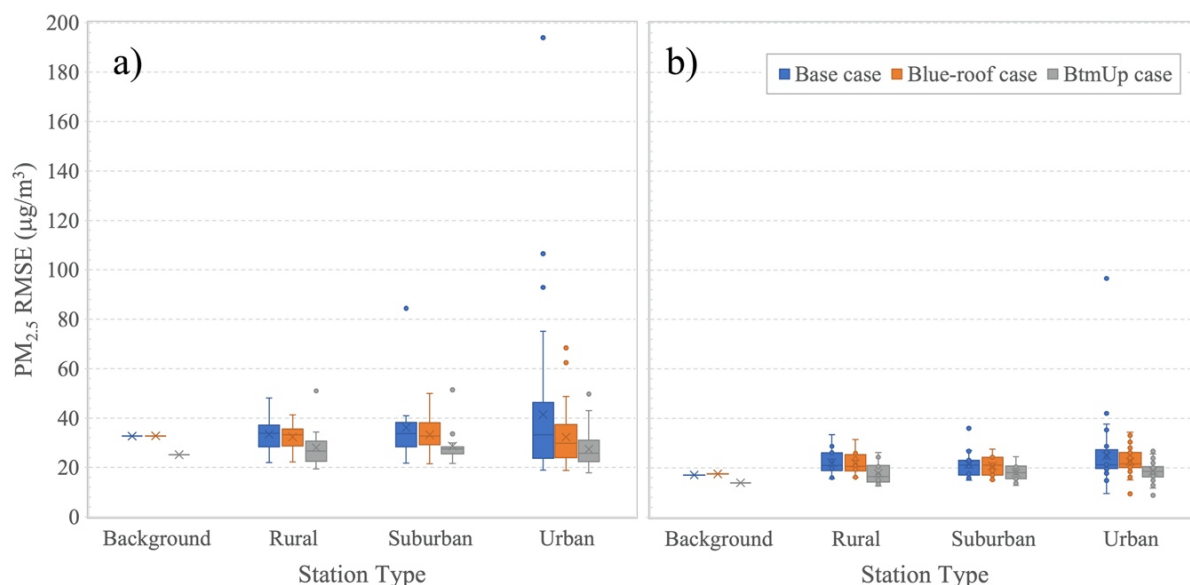 a)
b)
Base case
Blue-roof case
BtmUp case
PM2.5 RMSE (μg/m³)
200
180
160
140
120
100
80
60
40
20
0
Background Rural Suburban Urban
Background Rural Suburban Urban
Station Type
Station Type